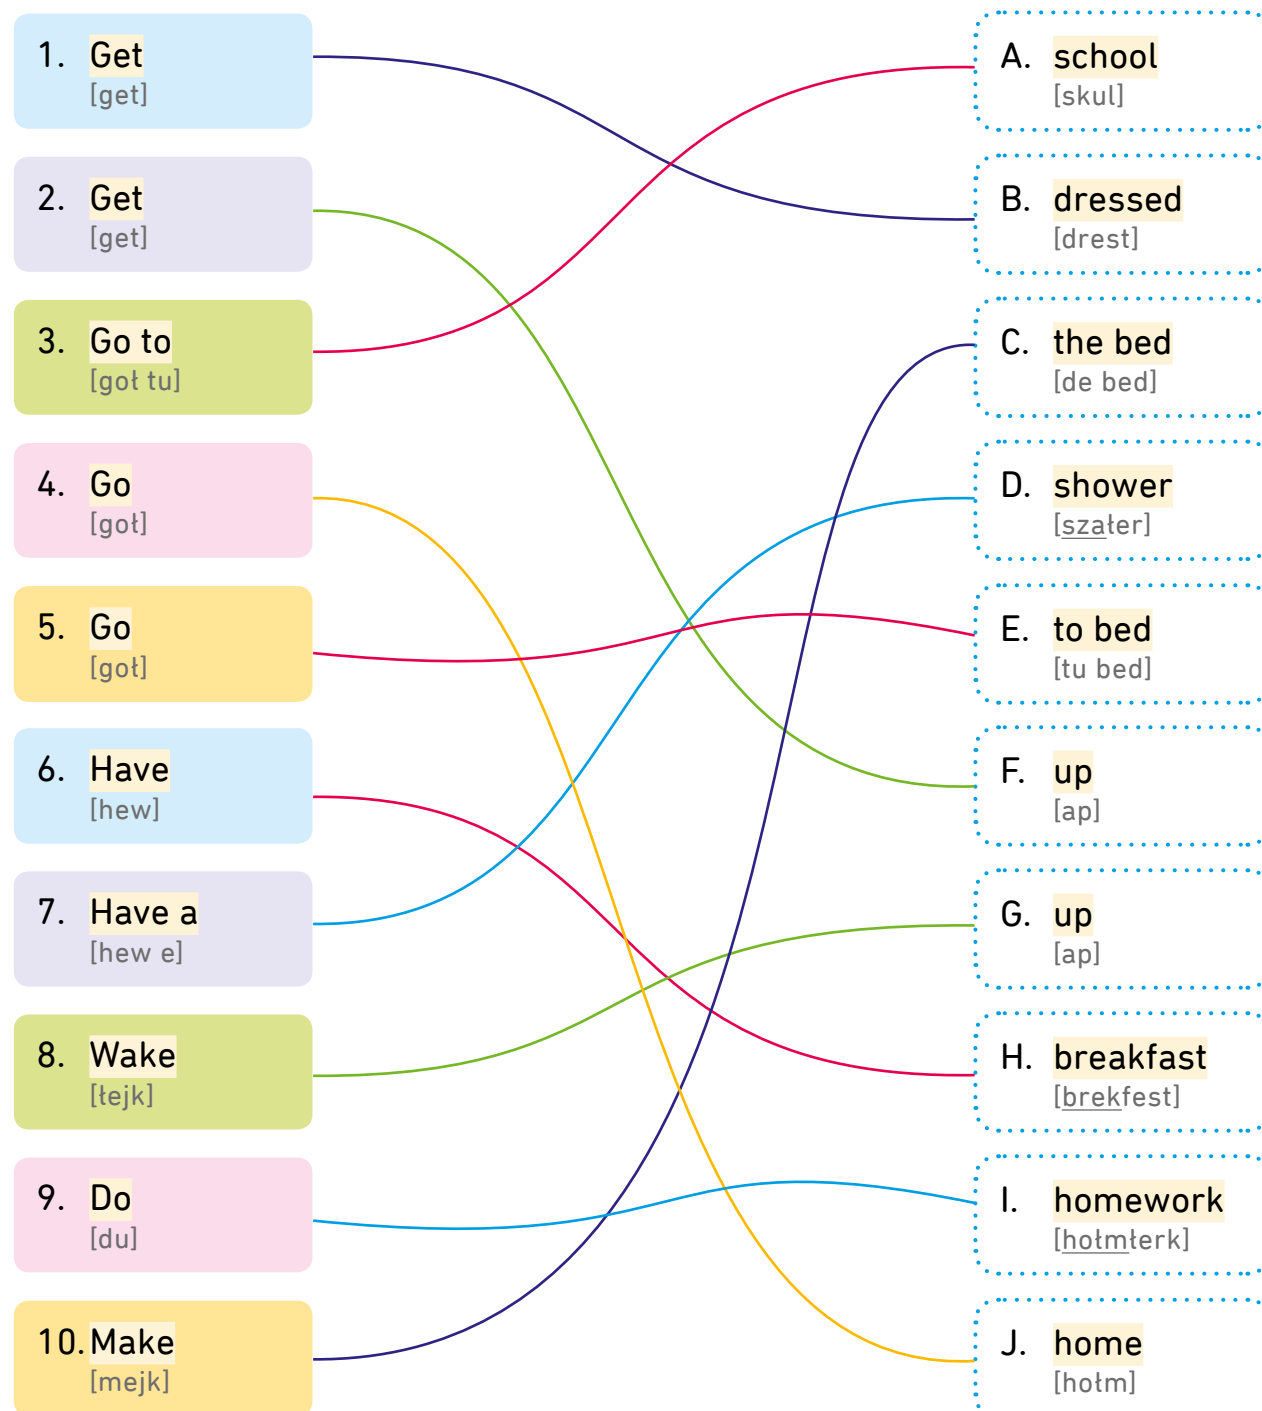 1. Get
[get]
2. Get
[get]
3. Go to
[goł tu]
4. Go
[goł]
5. Go
[goł]
6. Have
[hew]
7. Have a
[hew e]
8. Wake
[łejk]
9. Do
[du]
10. Make
[mejk]
A. school
[skul]
B. dressed
[drest]
C. the bed
[de bed]
D. shower
[szałer]
E. to bed
[tu bed]
F. up
[ap]
G. up
[ap]
H. breakfast
[brekfest]
I. homework
[hołmłerk]
J. home
[hołm]